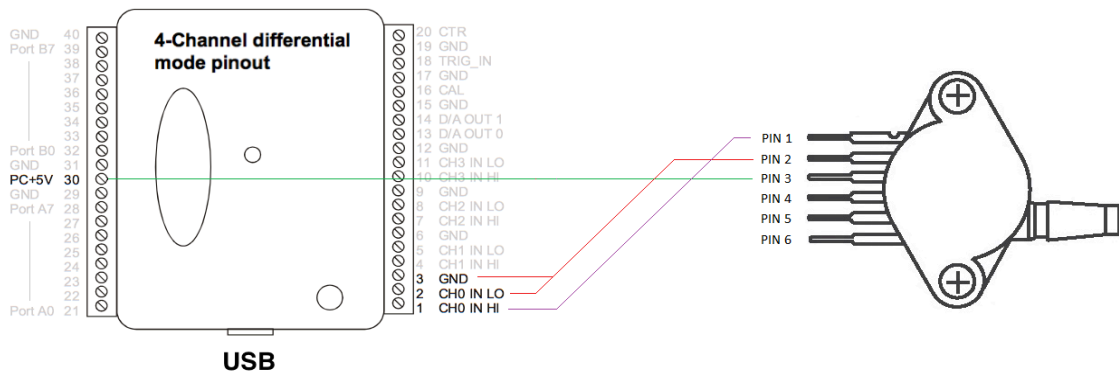 4-Channel differential
mode pinout
GND 40
Port B7 39
38
37
36
35
34
33
Port B0 32
GND 31
PC+5V 30
GND 29
Port A7 28
27
26
25
24
23
22
Port A0 21
20 CTR
19 GND
18 TRIG_IN
17 GND
16 CAL
15 GND
14 D/A OUT 1
13 D/A OUT 0
12 GND
11 CH3 IN LO
10 CH3 IN HI
9 GND
8 CH2 IN LO
7 CH2 IN HI
6 GND
5 CH1 IN LO
4 CH1 IN HI
3 GND
2 CH0 IN LO
1 CH0 IN HI
USB
PIN 1
PIN 2
PIN 3
PIN 4
PIN 5
PIN 6